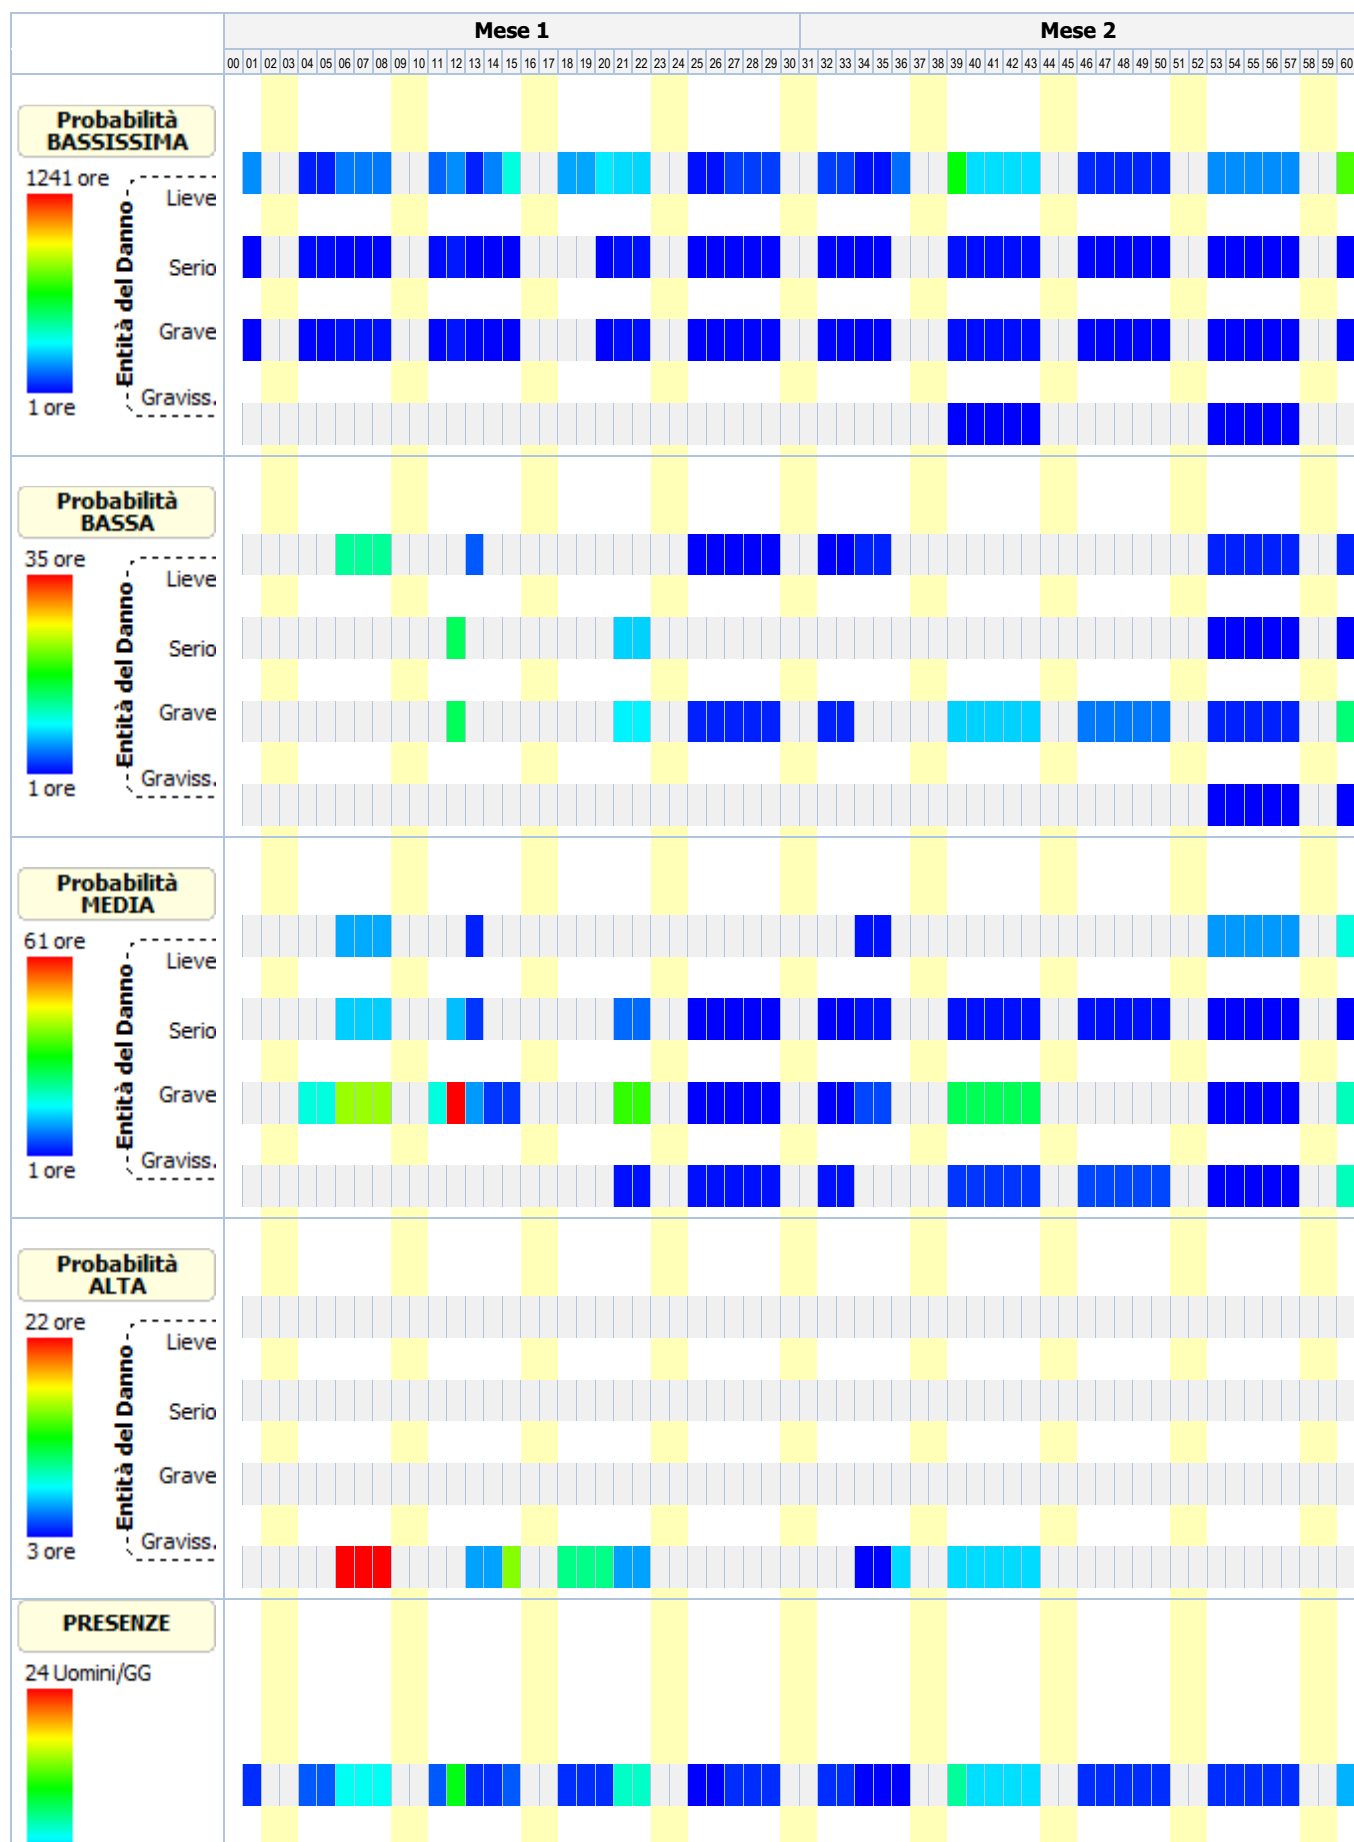 Mese 1 Mese 2
00 01 02 03 04 05 06 07 08 09 10 11 12 13 14 15 16 17 18 19 20 21 22 23 24 25 26 27 28 29 30 31 32 33 34 35 36 37 38 39 40 41 42 43 44 45 46 47 48 49 50 51 52 53 54 55 56 57 58 59 60
Probabilità
BASSISSIMA
1241 ore
Entità del Danno
Lieve
Serio
Grave
Graviss.
1 ore
Probabilità
BASSA
35 ore
Entità del Danno
Lieve
Serio
Grave
Graviss.
1 ore
Probabilità
MEDIA
61 ore
Entità del Danno
Lieve
Serio
Grave
Graviss.
1 ore
Probabilità
ALTA
22 ore
Entità del Danno
Lieve
Serio
Grave
Graviss.
3 ore
PRESENZE
24 Uomini/GG